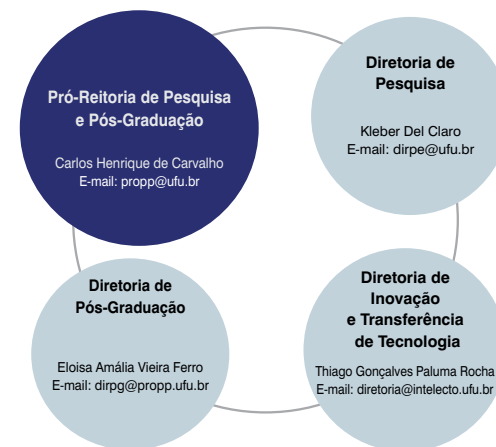 Pró-Reitoria de Pesquisa
e Pós-Graduação
Carlos Henrique de Carvalho
E-mail: propp@ufu.br
Diretoria de
Pesquisa
Kleber Del Claro
E-mail: dirpe@ufu.br
Diretoria de
Pós-Graduação
Eloisa Amália Vieira Ferro
E-mail: dirpg@propp.ufu.br
Diretoria de
Inovação
e Transferência
de Tecnologia
Thiago Gonçalves Paluma Rocha
E-mail: diretoria@intelecto.ufu.br